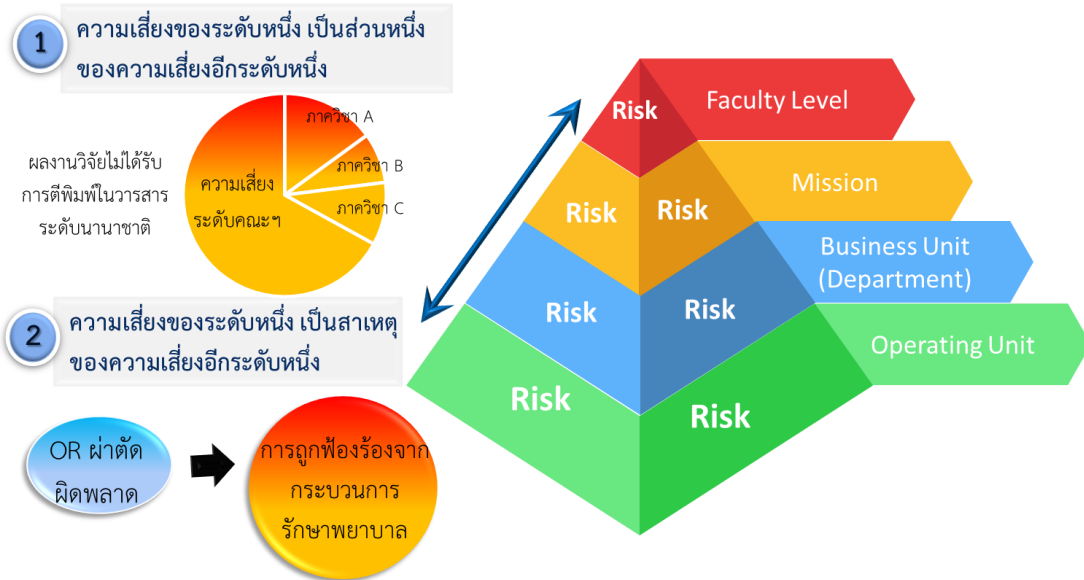 1
ความเสี่ยงของระดับหนึ่ง เป็นส่วนหนึ่ง
ของความเสี่ยงอีกระดับหนึ่ง
ผลงานวิจัยไม่ได้รับ
การตีพิมพ์ในวารสาร
ระดับนานาชาติ
ความเสี่ยง
ระดับคณะฯ
ภาควิชา A
ภาควิชา B
ภาควิชา C
2
ความเสี่ยงของระดับหนึ่ง เป็นสาเหตุ
ของความเสี่ยงอีกระดับหนึ่ง
OR ผ่าตัด
ผิดพลาด
การถูกฟ้องร้องจาก
กระบวนการ
รักษาพยาบาล
Risk
Faculty Level
Risk
Risk
Mission
Risk
Risk
Business Unit
(Department)
Risk
Risk
Operating Unit